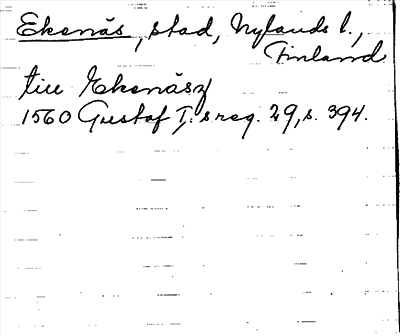 Ekenäs, stad, Nylands l.,
Finland
till Ekenäsz
1560 Gustaf I:s reg. 29, s. 394.